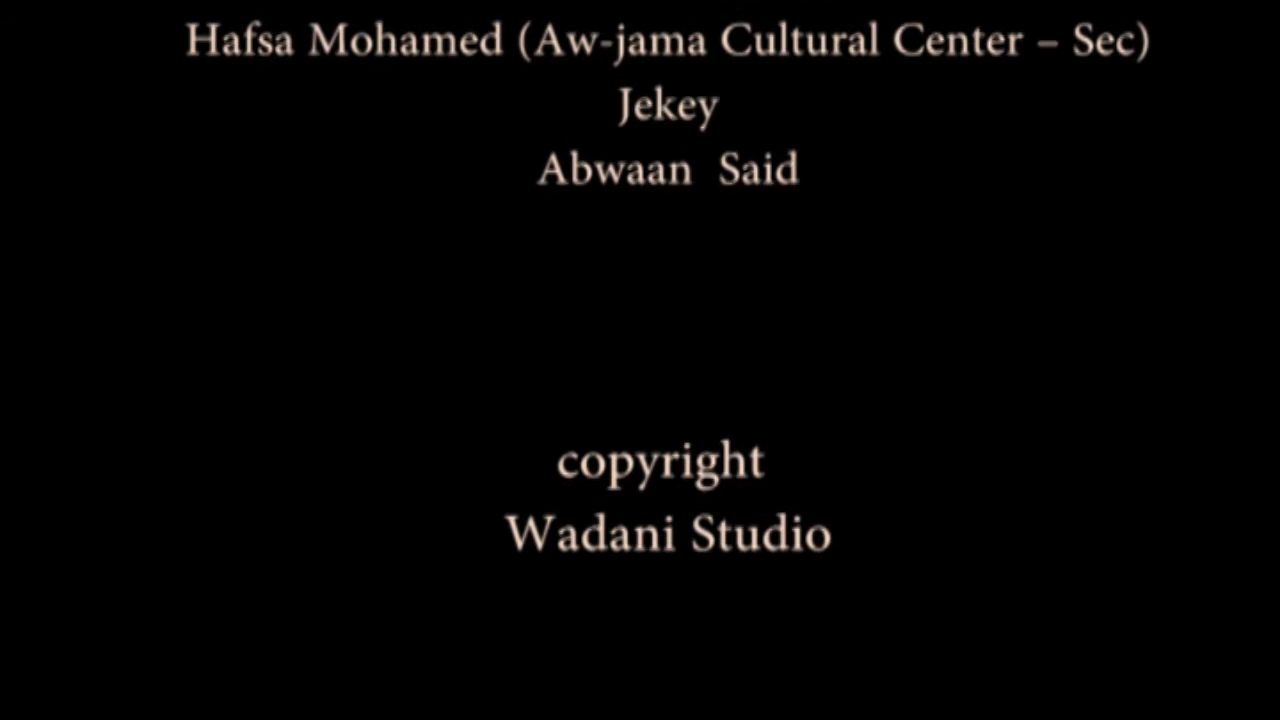 Hafsa Mohamed (Aw-jama Cultural Center – Sec)
Jekey
Abwaan Said
copyright
Wadani Studio